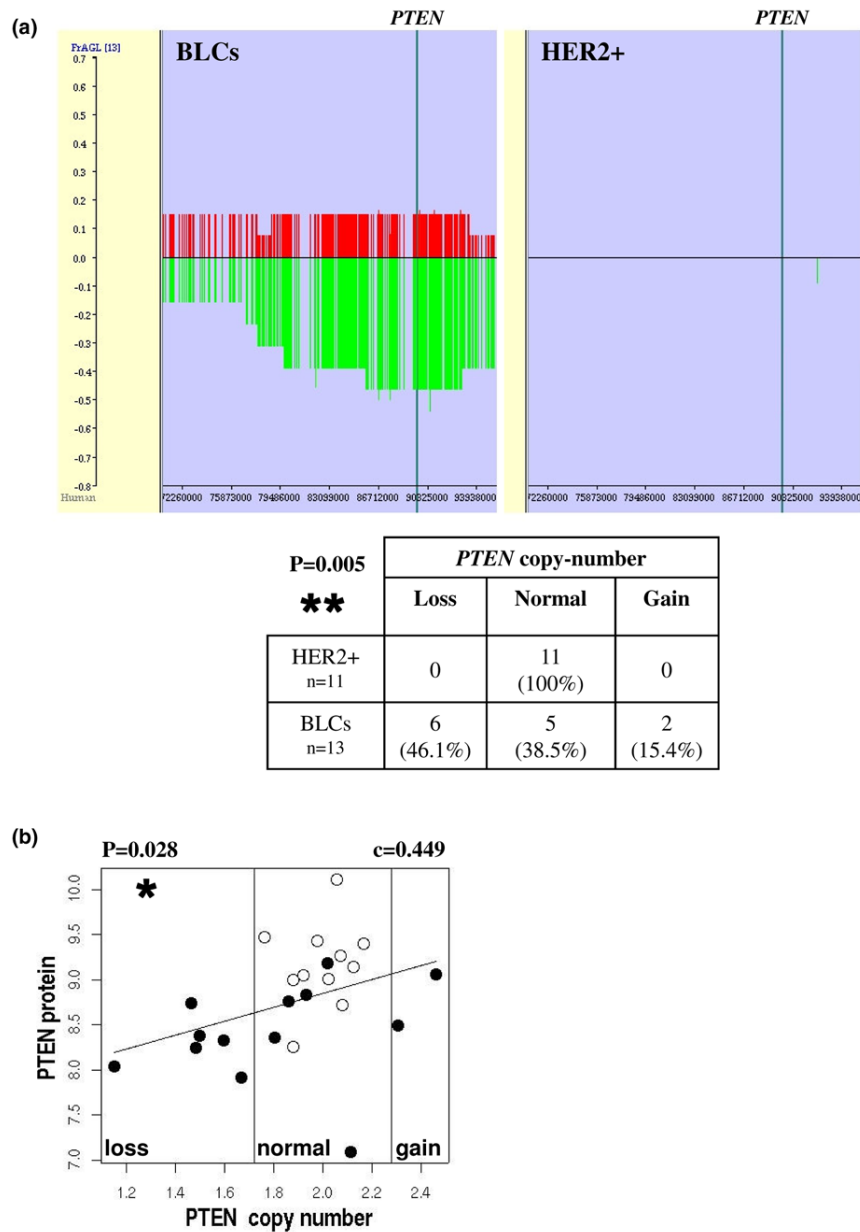 PTEN PTEN
(a)
FrAGL [13]
BLCs HER2+
0.7
0.6
0.5
0.4
0.3
0.2
0.1
0.0
-0.1
-0.2
-0.3
-0.4
-0.5
-0.6
-0.7
-0.8
Human 72260000 75873000 79486000 83099000 86712000 90325000 93938000 72260000 75873000 79486000 83099000 86712000 90325000 93938000
P=0.005 PTEN copy-number
** Loss Normal Gain
HER2+ 0 11 0
n=11 (100%)
BLCs 6 5 2
n=13 (46.1%) (38.5%) (15.4%)
(b)
P=0.028 c=0.449
*
10.0
9.5
9.0
8.5
8.0
7.5
7.0
PTEN protein
loss normal gain
1.2 1.4 1.6 1.8 2.0 2.2 2.4
PTEN copy number